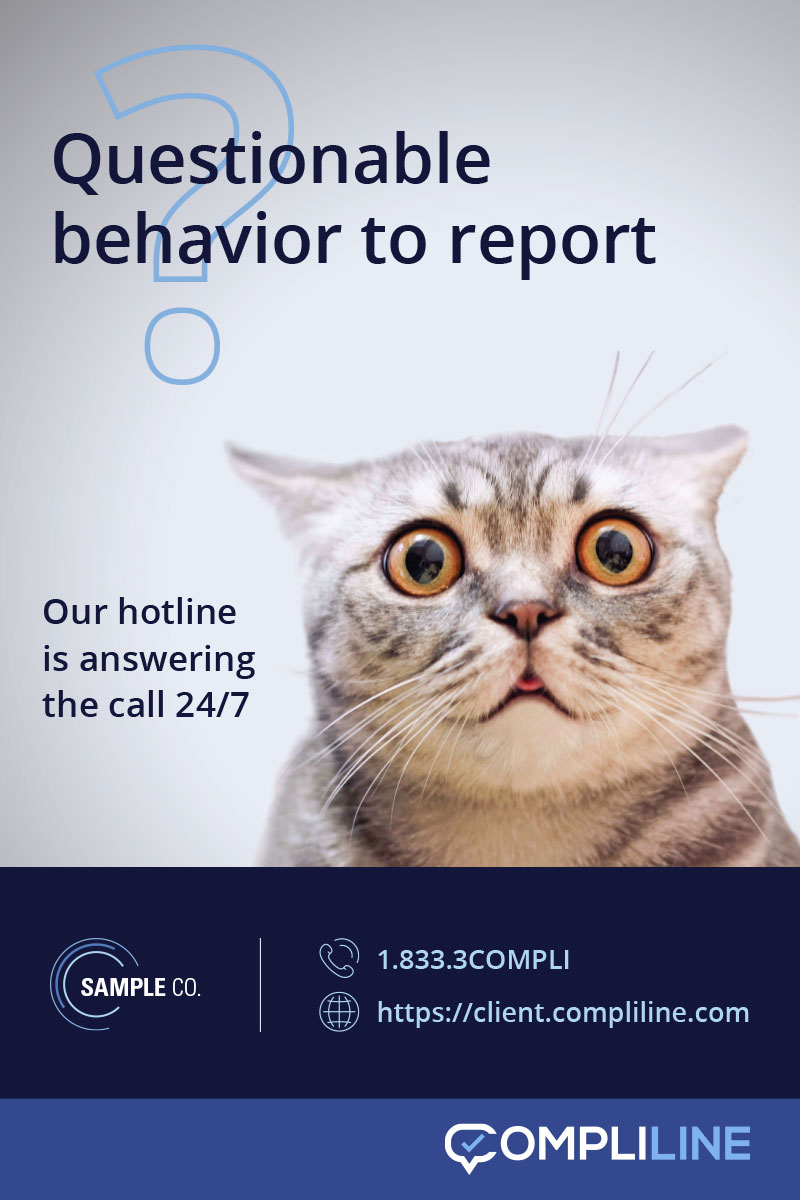 ?
Questionable
behavior to report
Our hotline
is answering
the call 24/7
SAMPLE CO.
1.833.3COMPLI
https://client.compliline.com
COMPLILINE